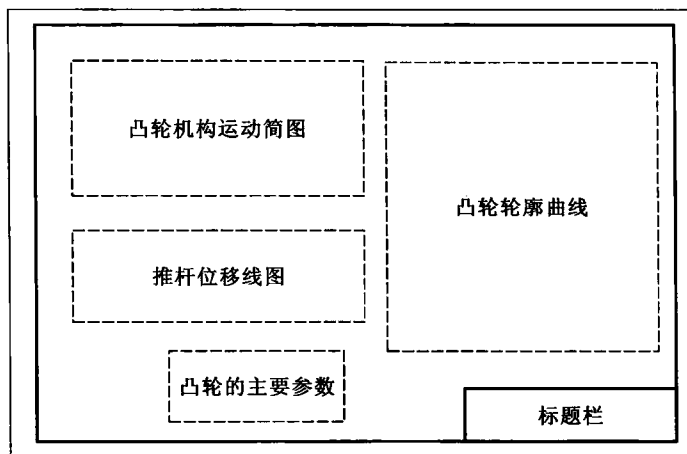 凸轮机构运动简图
凸轮轮廓曲线
推杆位移线图
凸轮的主要参数
标题栏